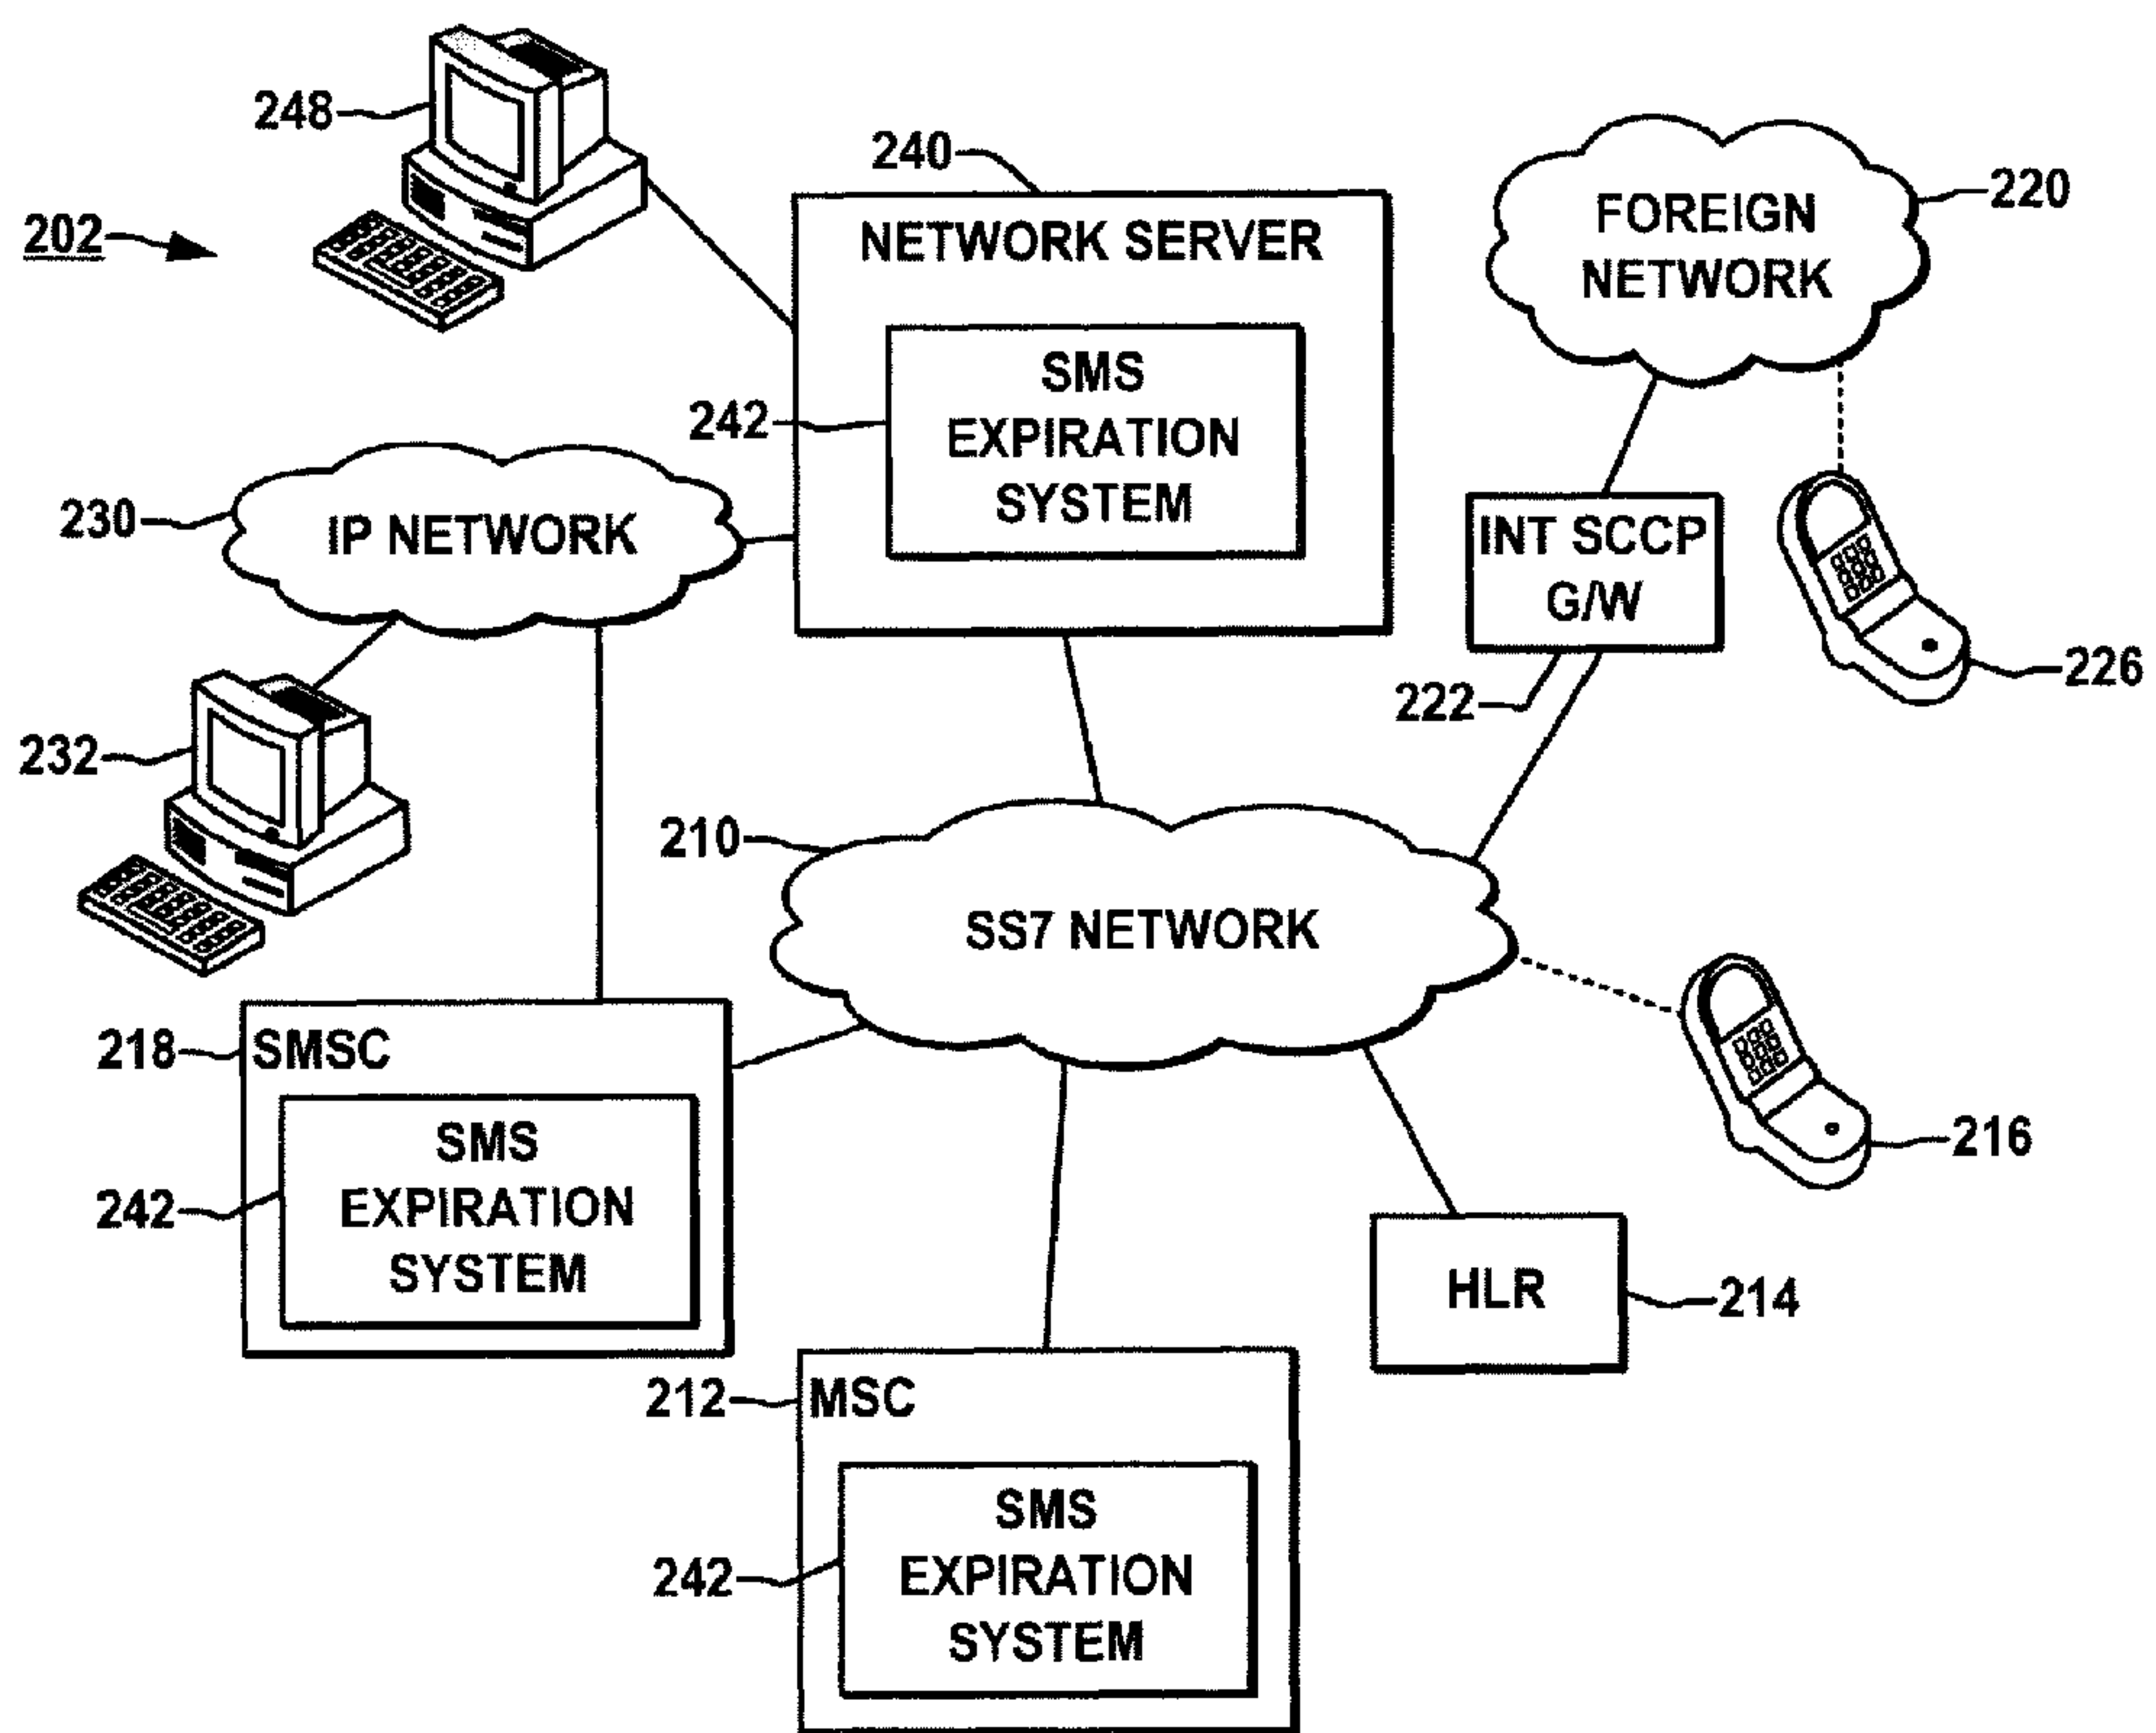 248
240
202
NETWORK SERVER
FOREIGN
NETWORK
220
SMS
EXPIRATION
SYSTEM
242
230
IP NETWORK
INT SCCP
G/W
222
226
232
210
SS7 NETWORK
218
SMSC
SMS
EXPIRATION
SYSTEM
242
216
HLR
214
212
MSC
SMS
EXPIRATION
SYSTEM
242